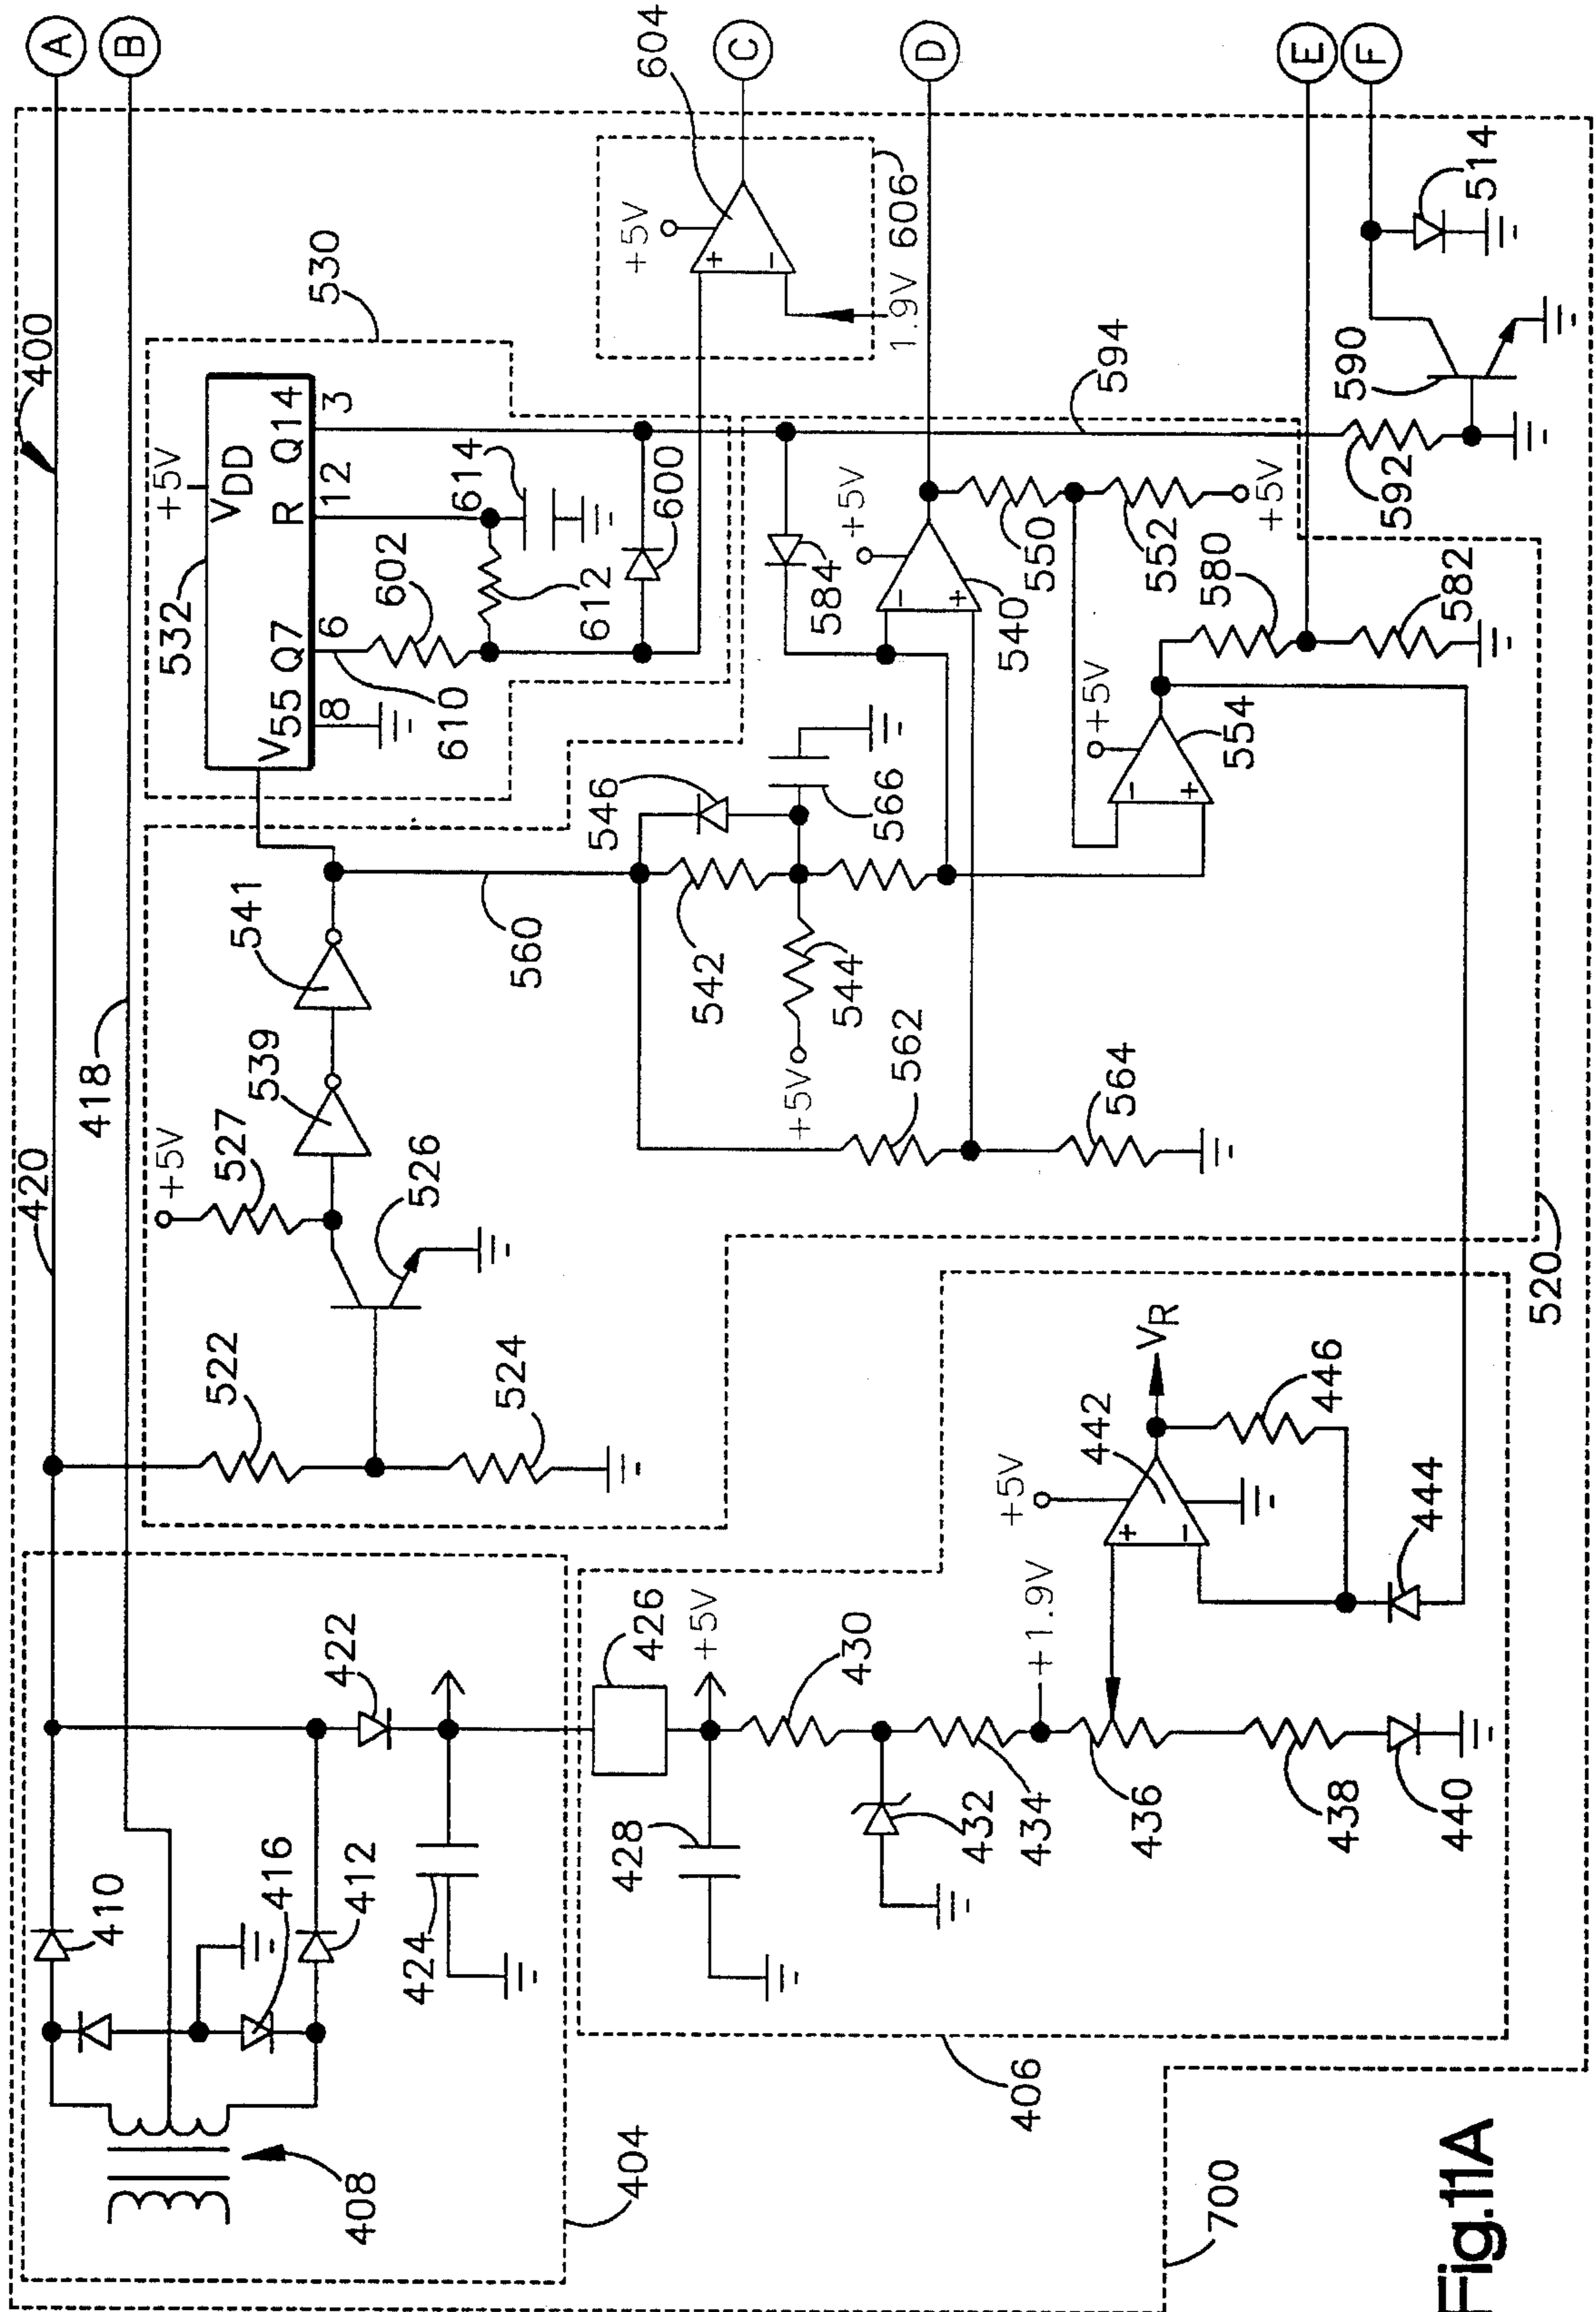 A
B
400
420
418
+5V
532
VDD
V55 Q7 R Q14
8 6 12 3
530
602
614
612
600
610
604
C
+5V
+
-
1.9V
606
D
E
F
514
590
592
594
541
539
527
+5V
526
522
524
560
546
542
544
+5V
566
562
564
584
+5V
-
+
540
550
552
+5V
+5V
-
+
554
580
582
520
410
416
412
422
424
408
404
426
+5V
428
430
432
434
+1.9V
436
438
440
+5V
442
+
-
VR
446
444
406
700
Fig.11A